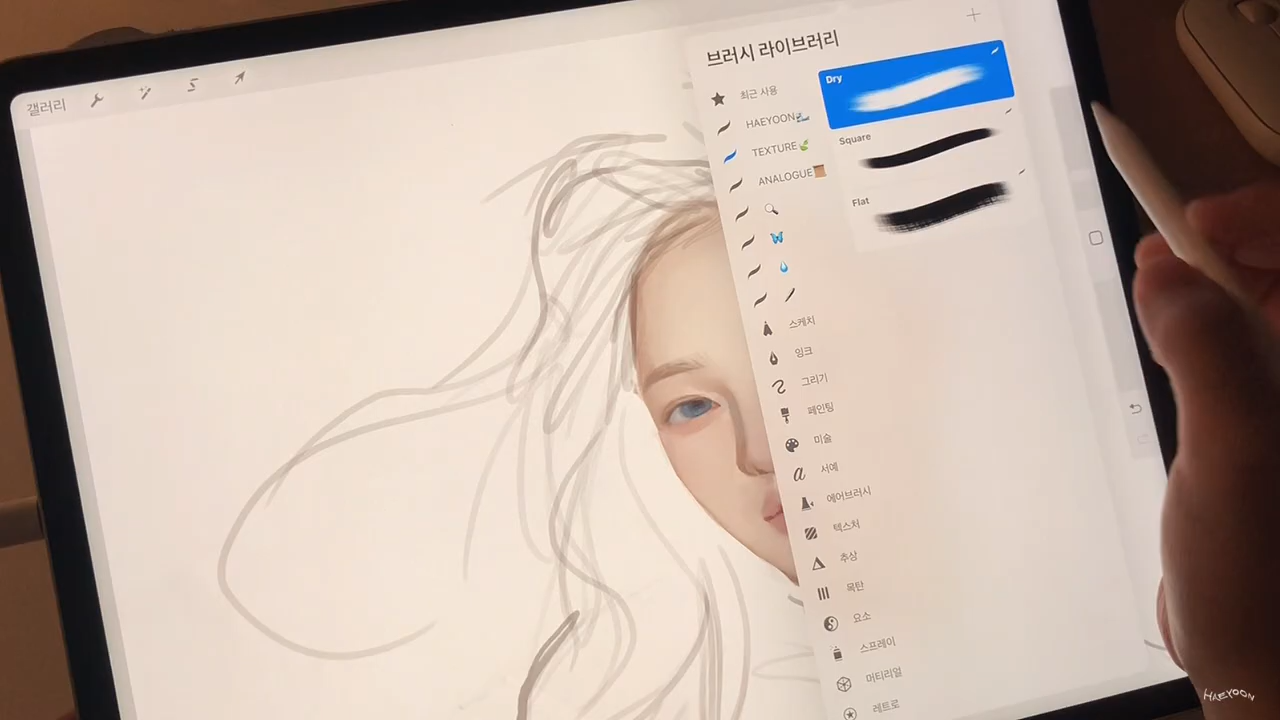 갤러리
브러시 라이브러리
최근 사용
HAEYOON
TEXTURE
ANALOGUE
스케치
잉크
그리기
페인팅
미술
서예
에어브러시
텍스처
추상
목탄
요소
스프레이
머티리얼
레트로
Dry
Square
Flat
HAEYOON